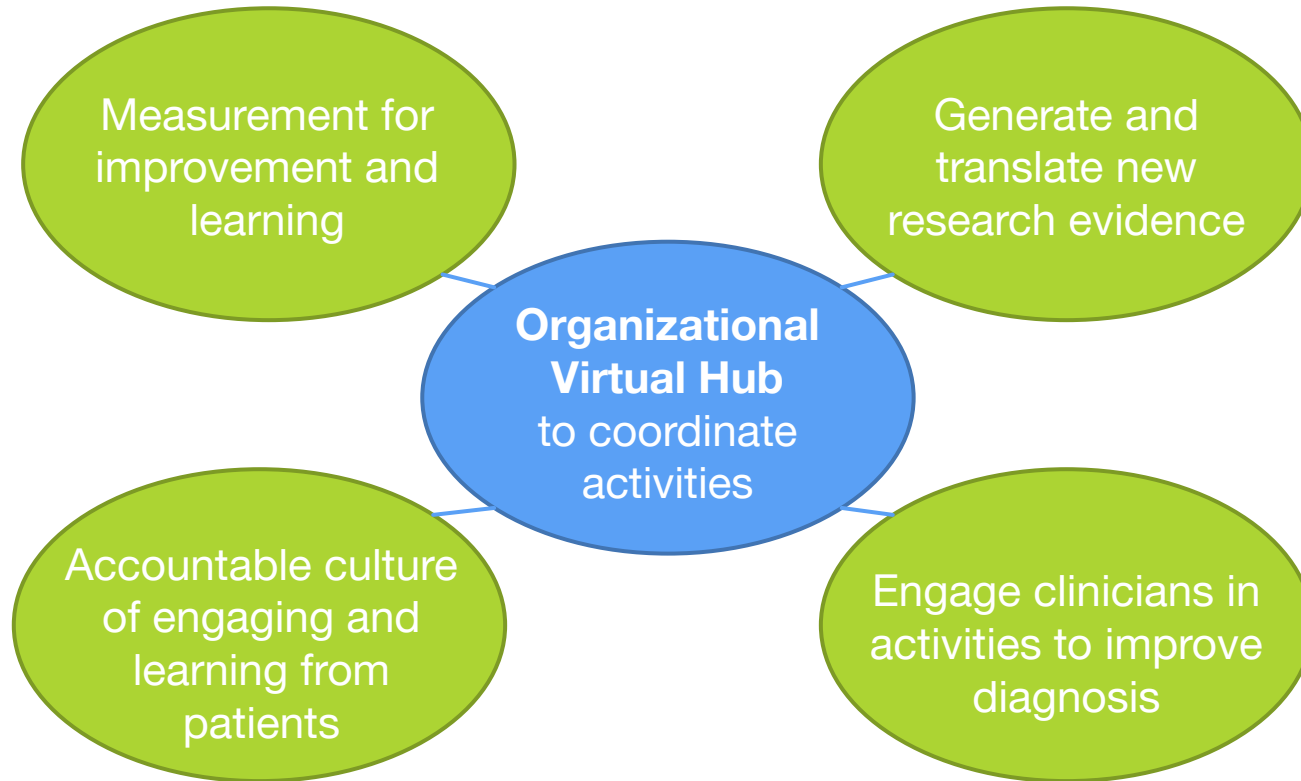 Measurement for
improvement and
learning
Generate and
translate new
research evidence
Organizational
Virtual Hub
to coordinate
activities
Accountable culture
of engaging and
learning from
patients
Engage clinicians in
activities to improve
diagnosis